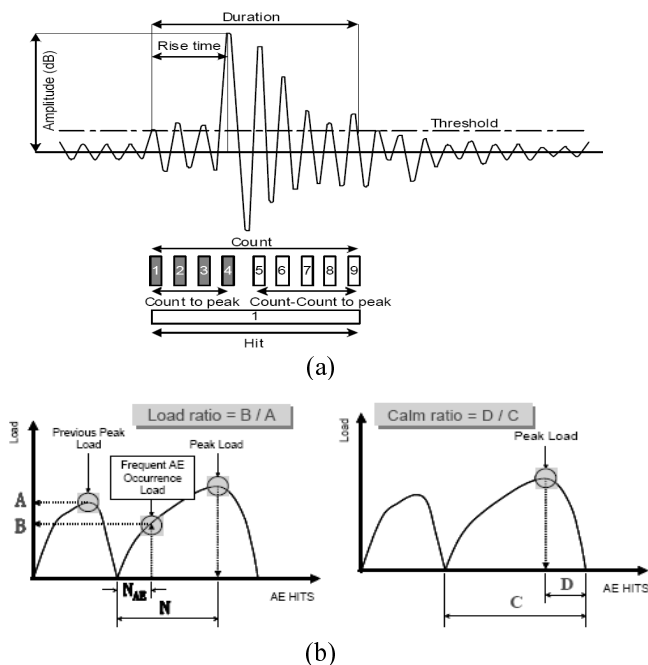 Duration
Rise time
Amplitude (dB)
Threshold
Count
1 2 3 4 5 6 7 8 9
Count to peak
Count-Count to peak
1
Hit
(a)
Load ratio = B / A
Load
Previous Peak
Load
Frequent AE
Occurrence
Load
Peak Load
A
B
N_AE
N
AE HITS
Calm ratio = D / C
Load
Peak Load
D
C
AE HITS
(b)